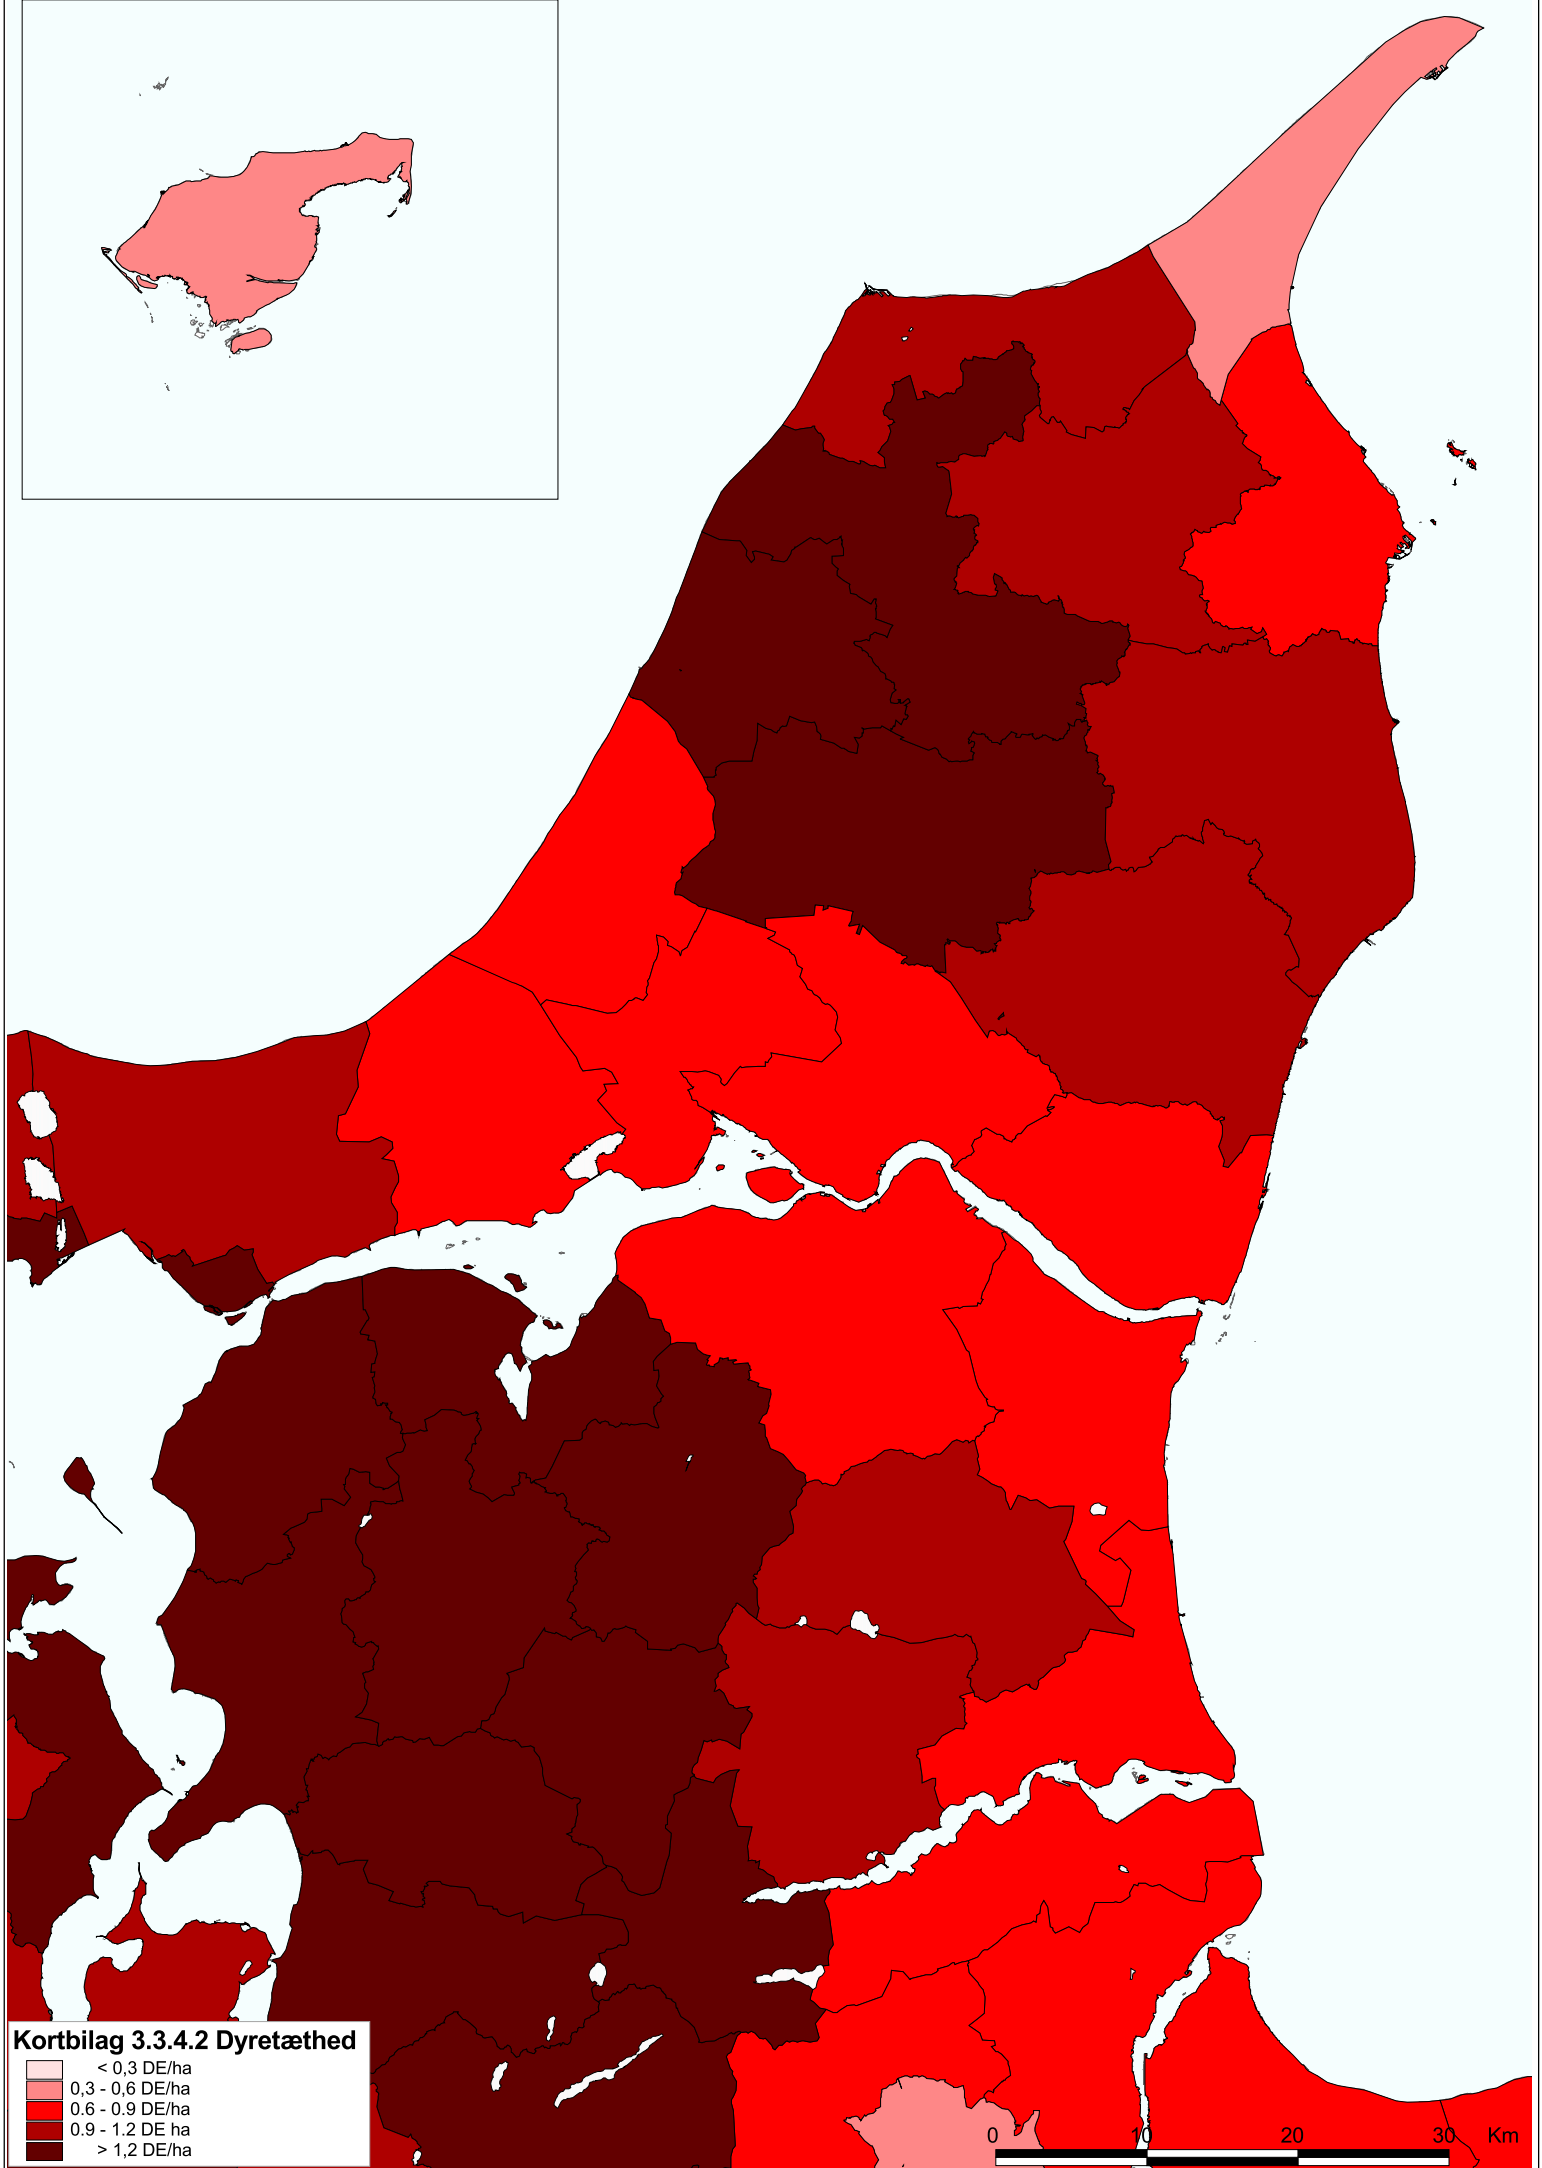 Kortbilag 3.3.4.2 Dyretæthed
< 0,3 DE/ha
0,3 - 0,6 DE/ha
0.6 - 0.9 DE/ha
0.9 - 1.2 DE ha
> 1,2 DE/ha
0 10 20 30 Km